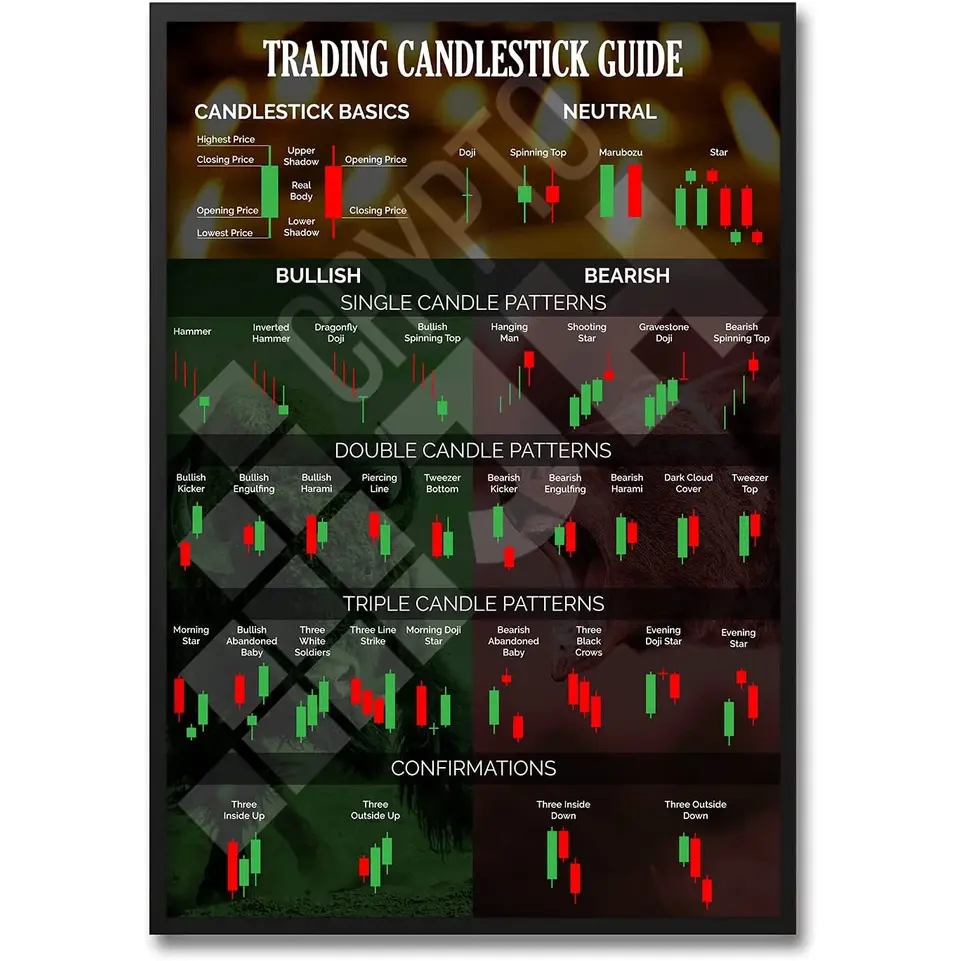 TRADING CANDLESTICK GUIDE
CANDLESTICK BASICS
Highest Price
Closing Price
Opening Price
Lowest Price
Upper
Shadow
Real
Body
Lower
Shadow
Opening Price
Closing Price
NEUTRAL
Doji
Spinning Top
Marubozu
Star
BULLISH
BEARISH
SINGLE CANDLE PATTERNS
Hammer
Inverted
Hammer
Dragonfly
Doji
Bullish
Spinning Top
Hanging
Man
Shooting
Star
Gravestone
Doji
Bearish
Spinning Top
DOUBLE CANDLE PATTERNS
Bullish
Kicker
Bullish
Engulfing
Bullish
Harami
Piercing
Line
Tweezer
Bottom
Bearish
Kicker
Bearish
Engulfing
Bearish
Harami
Dark Cloud
Cover
Tweezer
Top
TRIPLE CANDLE PATTERNS
Morning
Star
Bullish
Abandoned
Baby
Three
White
Soldiers
Three Line
Strike
Morning Doji
Star
Bearish
Abandoned
Baby
Three
Black
Crows
Evening
Doji Star
Evening
Star
CONFIRMATIONS
Three
Inside Up
Three
Outside Up
Three Inside
Down
Three Outside
Down
CRYPTO